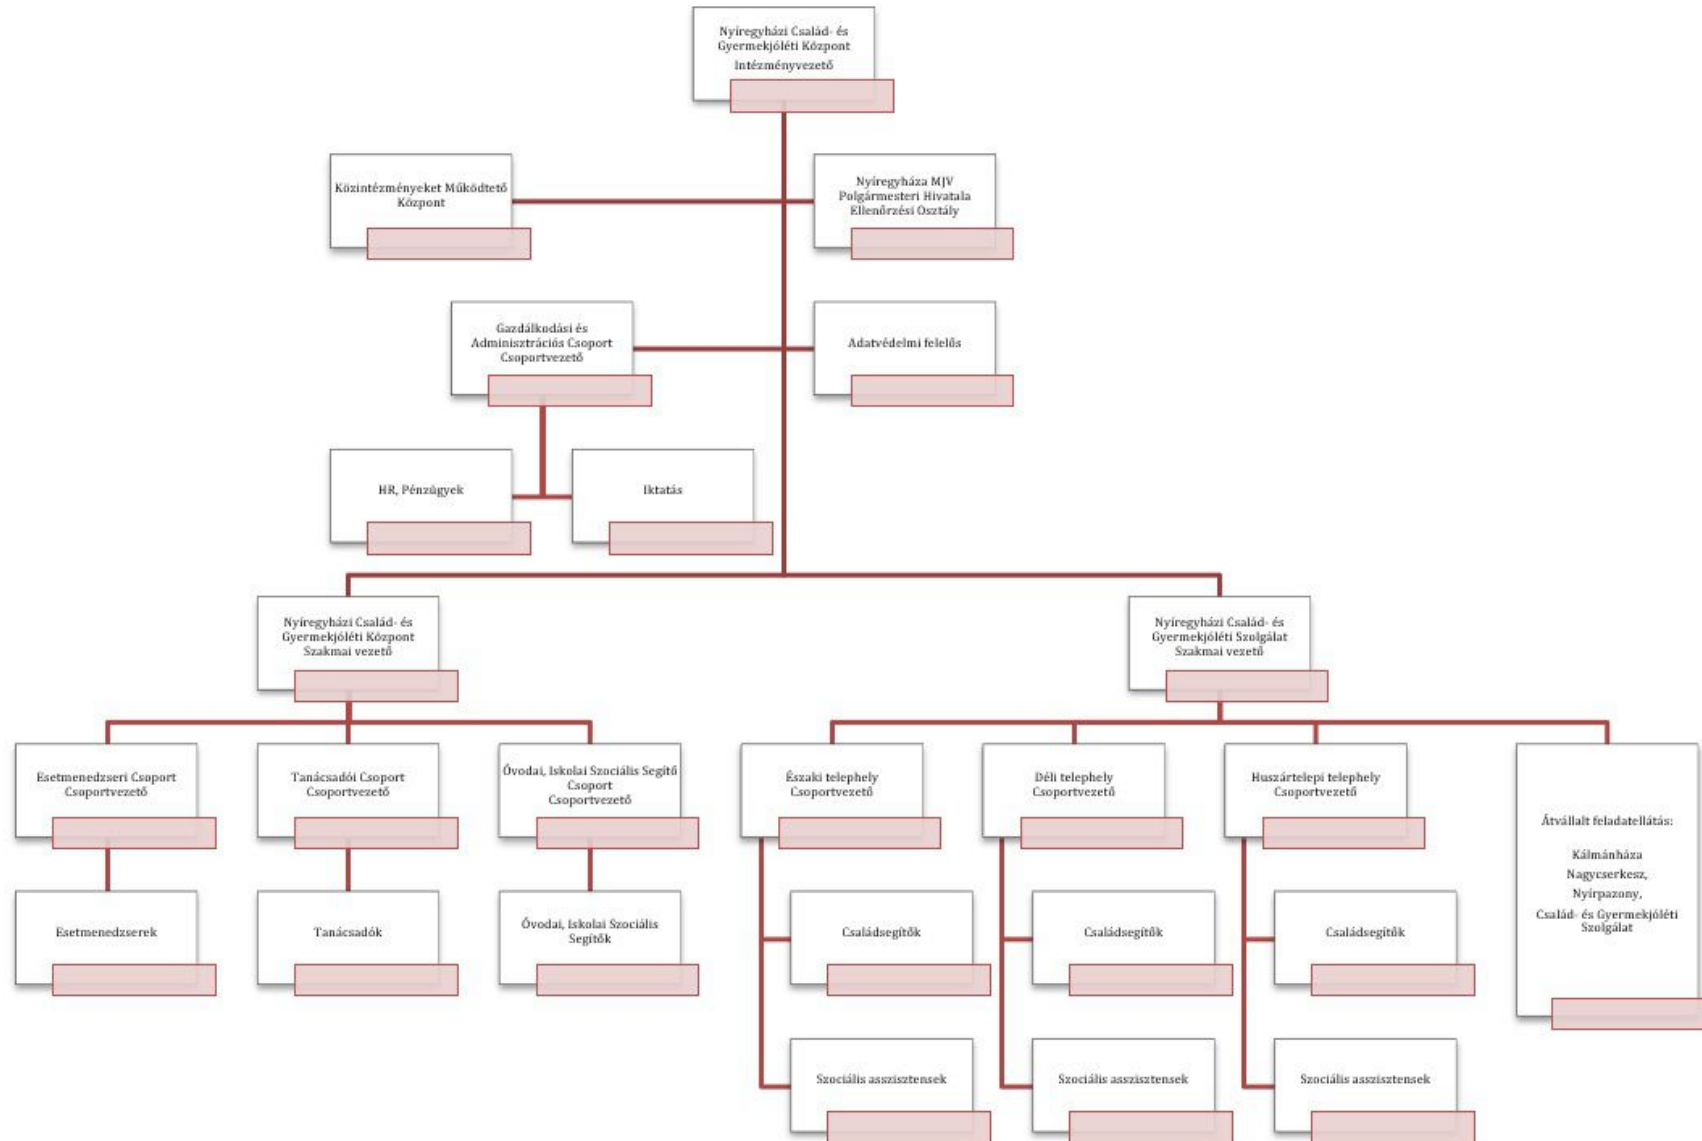 Nyíregyházi Család- és
Gyermekjóléti Központ
Intézményvezető
Közintézményeket Működtető
Központ
Nyíregyháza MJV
Polgármesteri Hivatala
Ellenőrzési Osztály
Gazdálkodási és
Adminisztrációs Csoport
Csoportvezető
Adatvédelmi felelős
HR, Pénzügyek
Iktatás
Nyíregyházi Család- és
Gyermekjóléti Központ
Szakmai vezető
Nyíregyházi Család- és
Gyermekjóléti Szolgálat
Szakmai vezető
Esetmenedzseri Csoport
Csoportvezető
Tanácsadói Csoport
Csoportvezető
Óvodai, Iskolai Szociális Segítő
Csoport
Csoportvezető
Északi telephely
Csoportvezető
Déli telephely
Csoportvezető
Huszártelepi telephely
Csoportvezető
Átvállalt feladatellátás:
Kálmánháza
Nagycserkesz,
Nyírpazony,
Család- és Gyermekjóléti
Szolgálat
Esetmenedzserek
Tanácsadók
Óvodai, Iskolai Szociális
Segítők
Családsegítők
Családsegítők
Családsegítők
Szociális asszisztensek
Szociális asszisztensek
Szociális asszisztensek